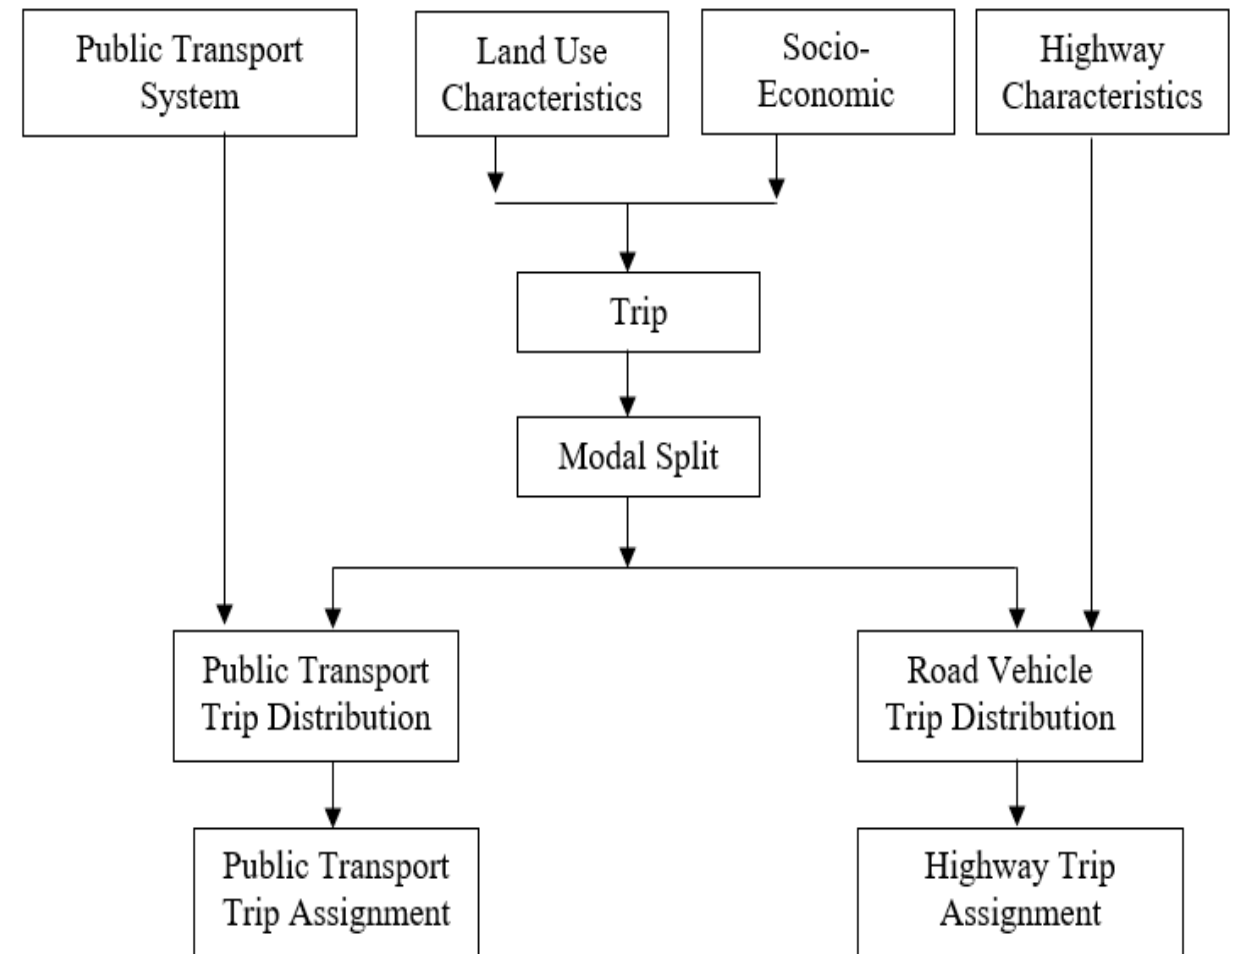 Public Transport
System
Land Use
Characteristics
Socio-
Economic
Highway
Characteristics
Trip
Modal Split
Public Transport
Trip Distribution
Road Vehicle
Trip Distribution
Public Transport
Trip Assignment
Highway Trip
Assignment